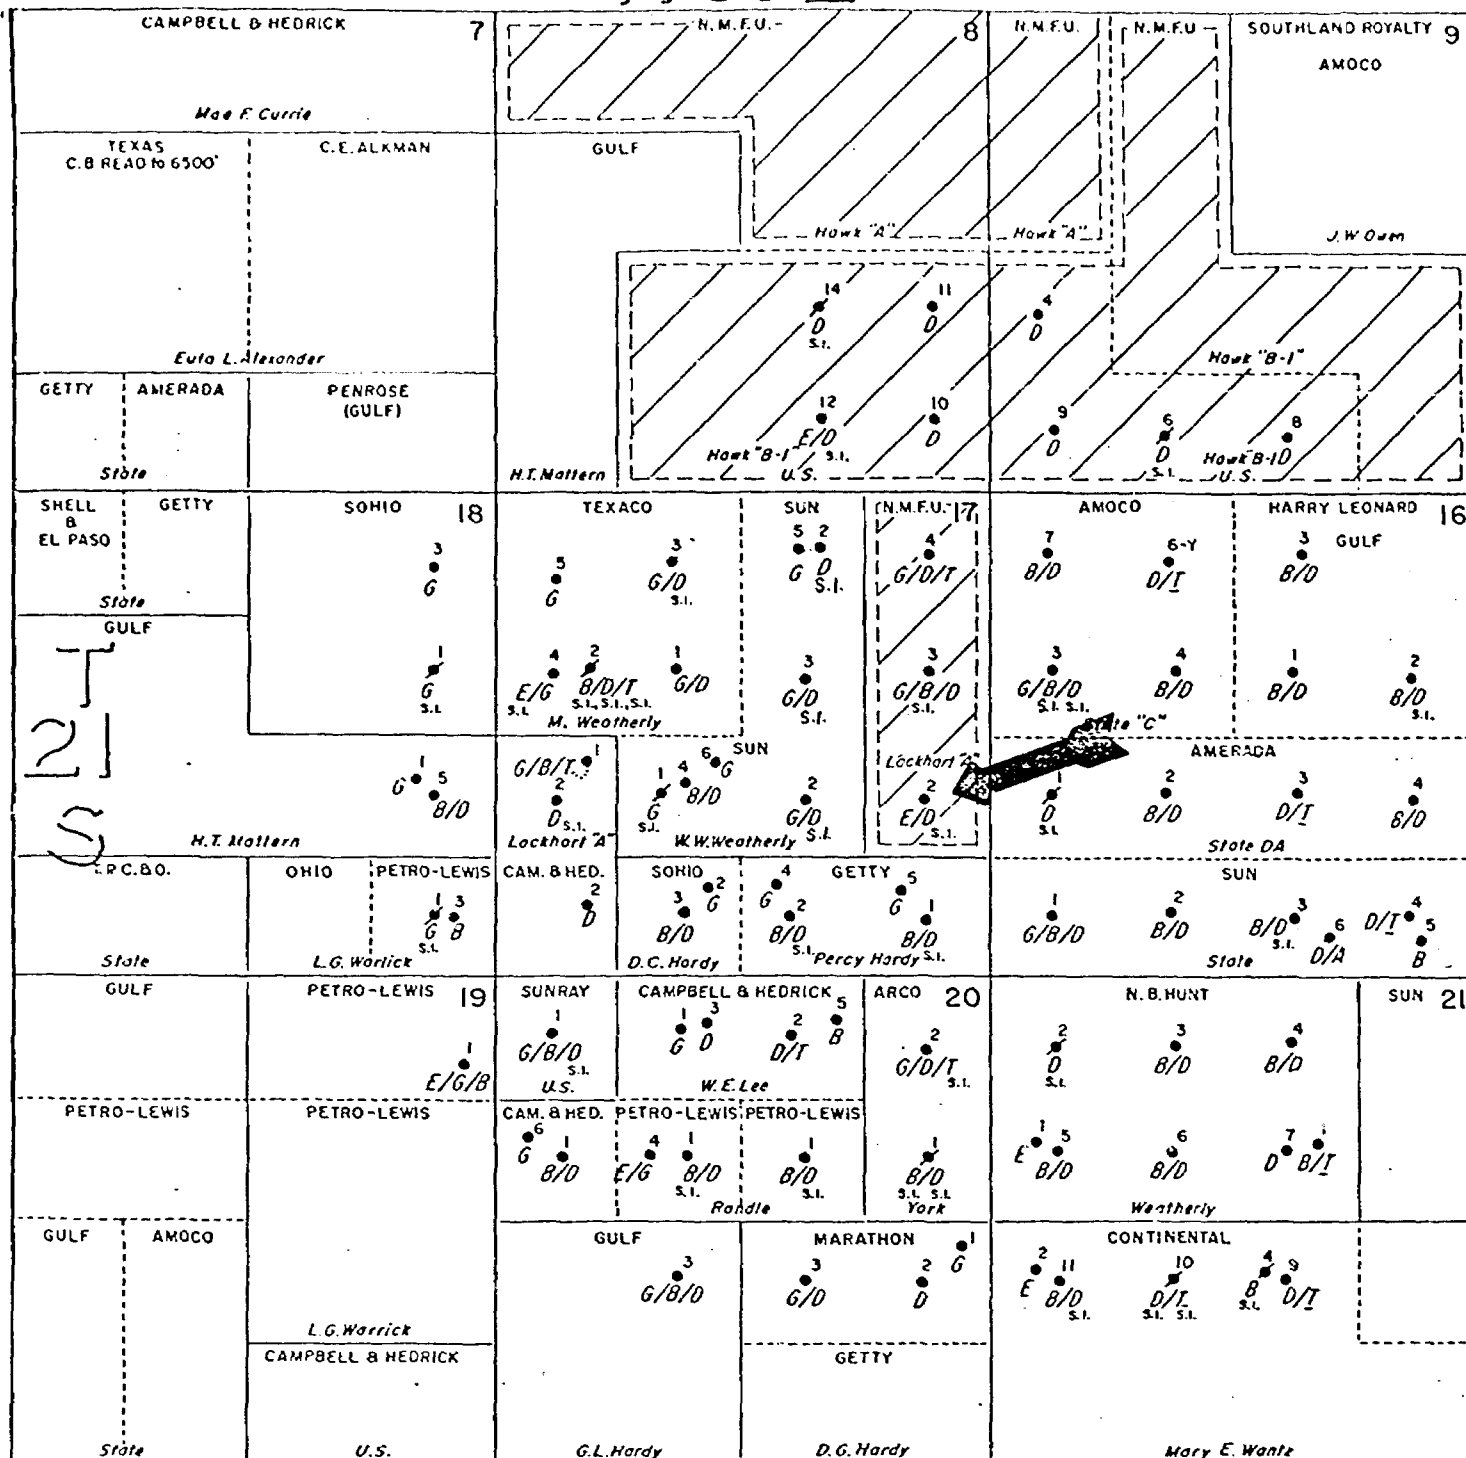 CAMPBELL & HEDRICK 7
Mae F. Currie
N.M.F.U. 8
N.M.F.U.
N.M.F.U
SOUTHLAND ROYALTY 9
AMOCO
J.W Owen
TEXAS
C.B READ to 6500'
C.E. ALKMAN
GULF
Hawk "A"
Hawk "A"
Eula L. Alexander
14
D
S.I.
11
D
4
D
Hawk "B-1"
GETTY
AMERADA
PENROSE
(GULF)
State
H.T. Mattern
12
E/D
S.I.
10
D
Hawk "B-1"
U.S.
9
D
6
D
S.I.
8
D
Hawk B-1
U.S.
SHELL
&
EL PASO
GETTY
State
SOHIO 18
3
G
1
G
S.I.
TEXACO
5
G
3
G/D
S.I.
4
E/G
S.I.
2
B/D/T
S.I., S.I., S.I.
1
G/D
M. Weatherly
SUN
5
G
2
D
S.I.
3
G/D
S.I.
N.M.F.U. 17
4
G/D/T
3
G/B/D
S.I.
Lockhart
2
E/D
S.I.
AMOCO
7
B/D
6-Y
D/T
3
G/B/D
S.I. S.I.
4
B/D
State "C"
HARRY LEONARD 16
GULF
3
B/D
1
B/D
2
B/D
S.I.
GULF
T
21
S
1
G
5
B/D
H.T. Mattern
1
G/B/T
2
D
S.I.
Lockhart "A"
SUN
6
G
1
G
S.I.
4
B/D
G/D
S.I.
W.W. Weatherly
AMERADA
1
D
S.I.
2
B/D
3
D/T
4
B/D
State DA
State
OHIO
PETRO-LEWIS
1
G
S.I.
3
B
L.G. Warlick
CAM. & HED.
2
D
SOHIO
2
G
3
B/D
D.C. Hardy
GETTY
4
G
2
B/D
S.I.
5
G
1
B/D
S.I.
Percy Hardy
SUN
1
G/B/D
2
B/D
3
B/D
S.I.
6
D/A
4
D/T
5
B
State
GULF
PETRO-LEWIS 19
1
E/G/B
SUNRAY
1
G/B/D
S.I.
U.S.
CAMPBELL & HEDRICK
1
G
3
D
2
D/T
5
B
W.E. Lee
ARCO 20
2
G/D/T
S.I.
1
B/D
S.I. S.I.
York
N.B. HUNT
2
D
S.I.
3
B/D
4
B/D
1
E
5
B/D
6
B/D
7
D
B/T
Weatherly
SUN 21
PETRO-LEWIS
PETRO-LEWIS
CAM. & HED.
6
G
1
B/D
PETRO-LEWIS
4
E/G
1
B/D
S.I.
PETRO-LEWIS
1
B/D
S.I.
Randle
GULF
AMOCO
State
L.G. Warrick
CAMPBELL & HEDRICK
U.S.
GULF
3
G/B/D
G.L. Hardy
MARATHON
1
G
3
G/D
2
D
GETTY
D.G. Hardy
CONTINENTAL
2
E
11
B/D
S.I.
10
D/T
S.I. S.I.
4
B
S.I.
9
D/T
Mary E. Wantz